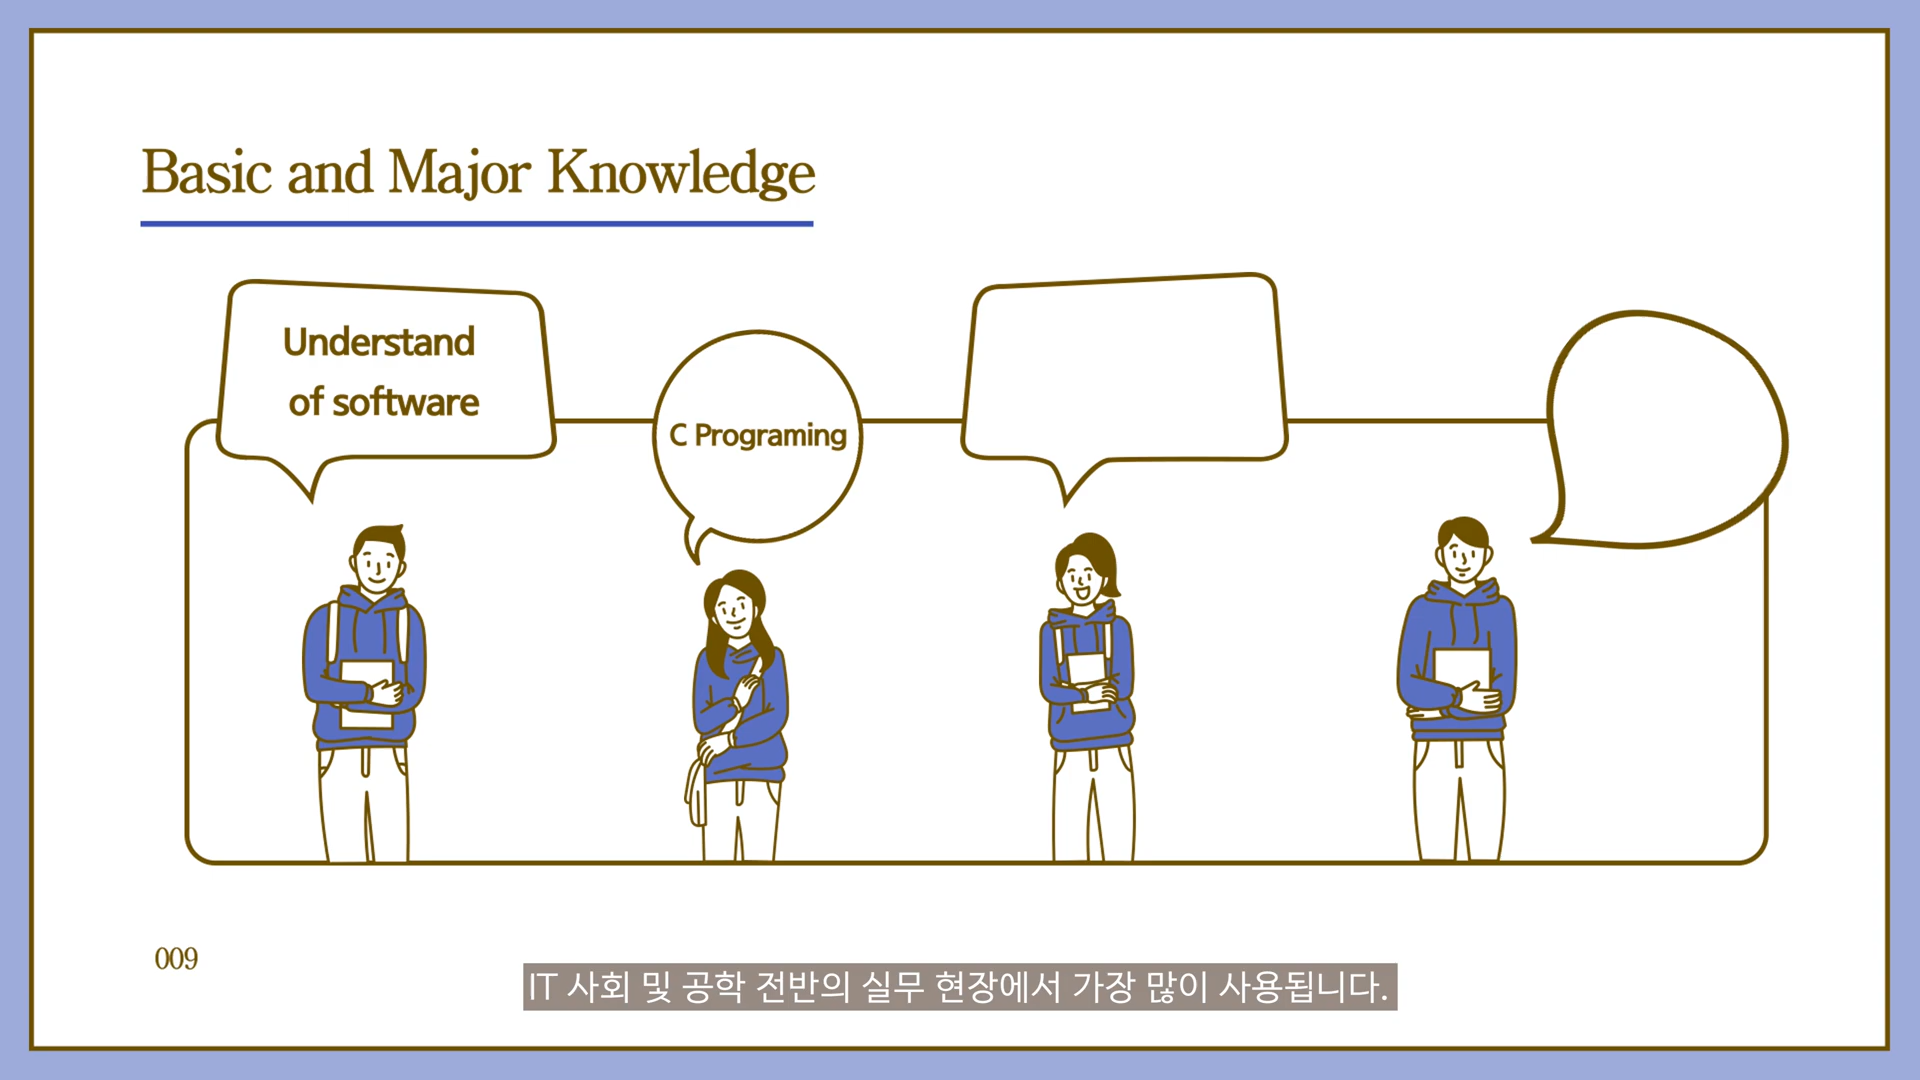 Basic and Major Knowledge
Understand
of software
C Programing
009
IT 사회 및 공학 전반의 실무 현장에서 가장 많이 사용됩니다.